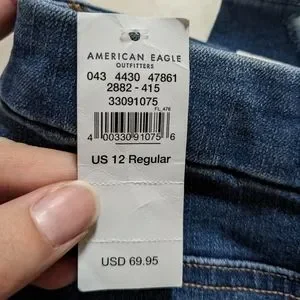 AMERICAN EAGLE
OUTFITTERS
043 4430 47861
2882 - 415
33091075
FL_478
4 00330 91075 6
US 12 Regular
USD 69.95